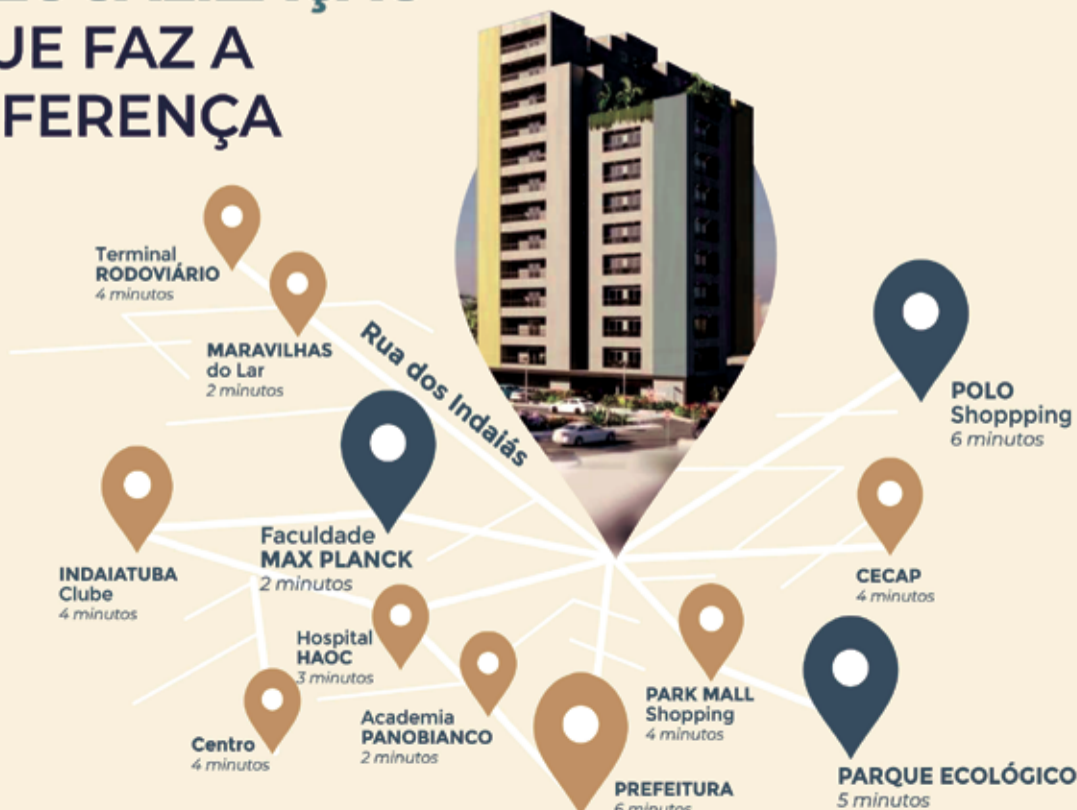 UE FAZ A
FERENÇA
Terminal
RODOVIÁRIO
4 minutos
MARAVILHAS
do Lar
2 minutos
Rua dos Indaiás
POLO
Shoppping
6 minutos
Faculdade
MAX PLANCK
2 minutos
INDAIATUBA
Clube
4 minutos
CECAP
4 minutos
Hospital
HAOC
3 minutos
Academia
PANOBIANCO
2 minutos
Centro
4 minutos
PARK MALL
Shopping
4 minutos
PREFEITURA
6 minutos
PARQUE ECOLÓGICO
5 minutos